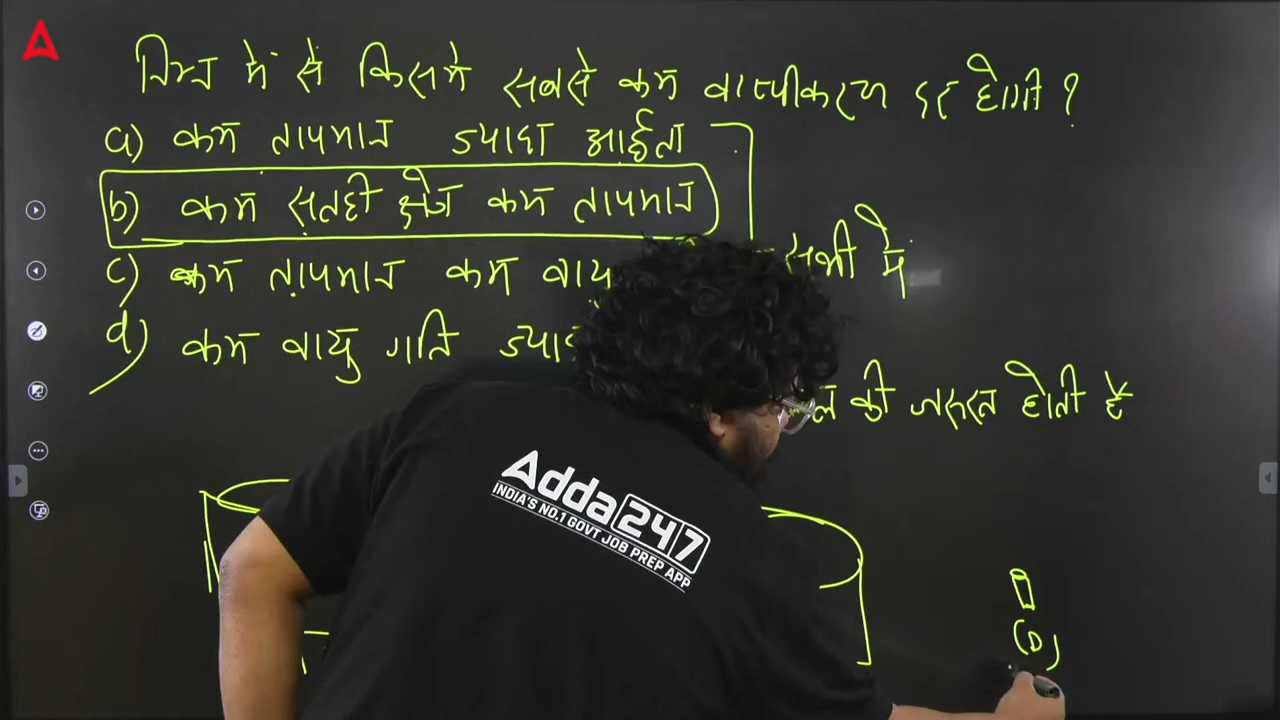 निम्न में से किसमे सबसे कम वाष्पीकरण दर होगी ?
a) कम तापमान ज्यादा आर्द्रता
b) कम सतही क्षेत्र कम तापमान
c) कम तापमान कम वायु
सभी में
d) कम वायु गति
की जरूरत होती है
Adda247
INDIA'S NO.1 GOVT JOB PREP APP
(D)